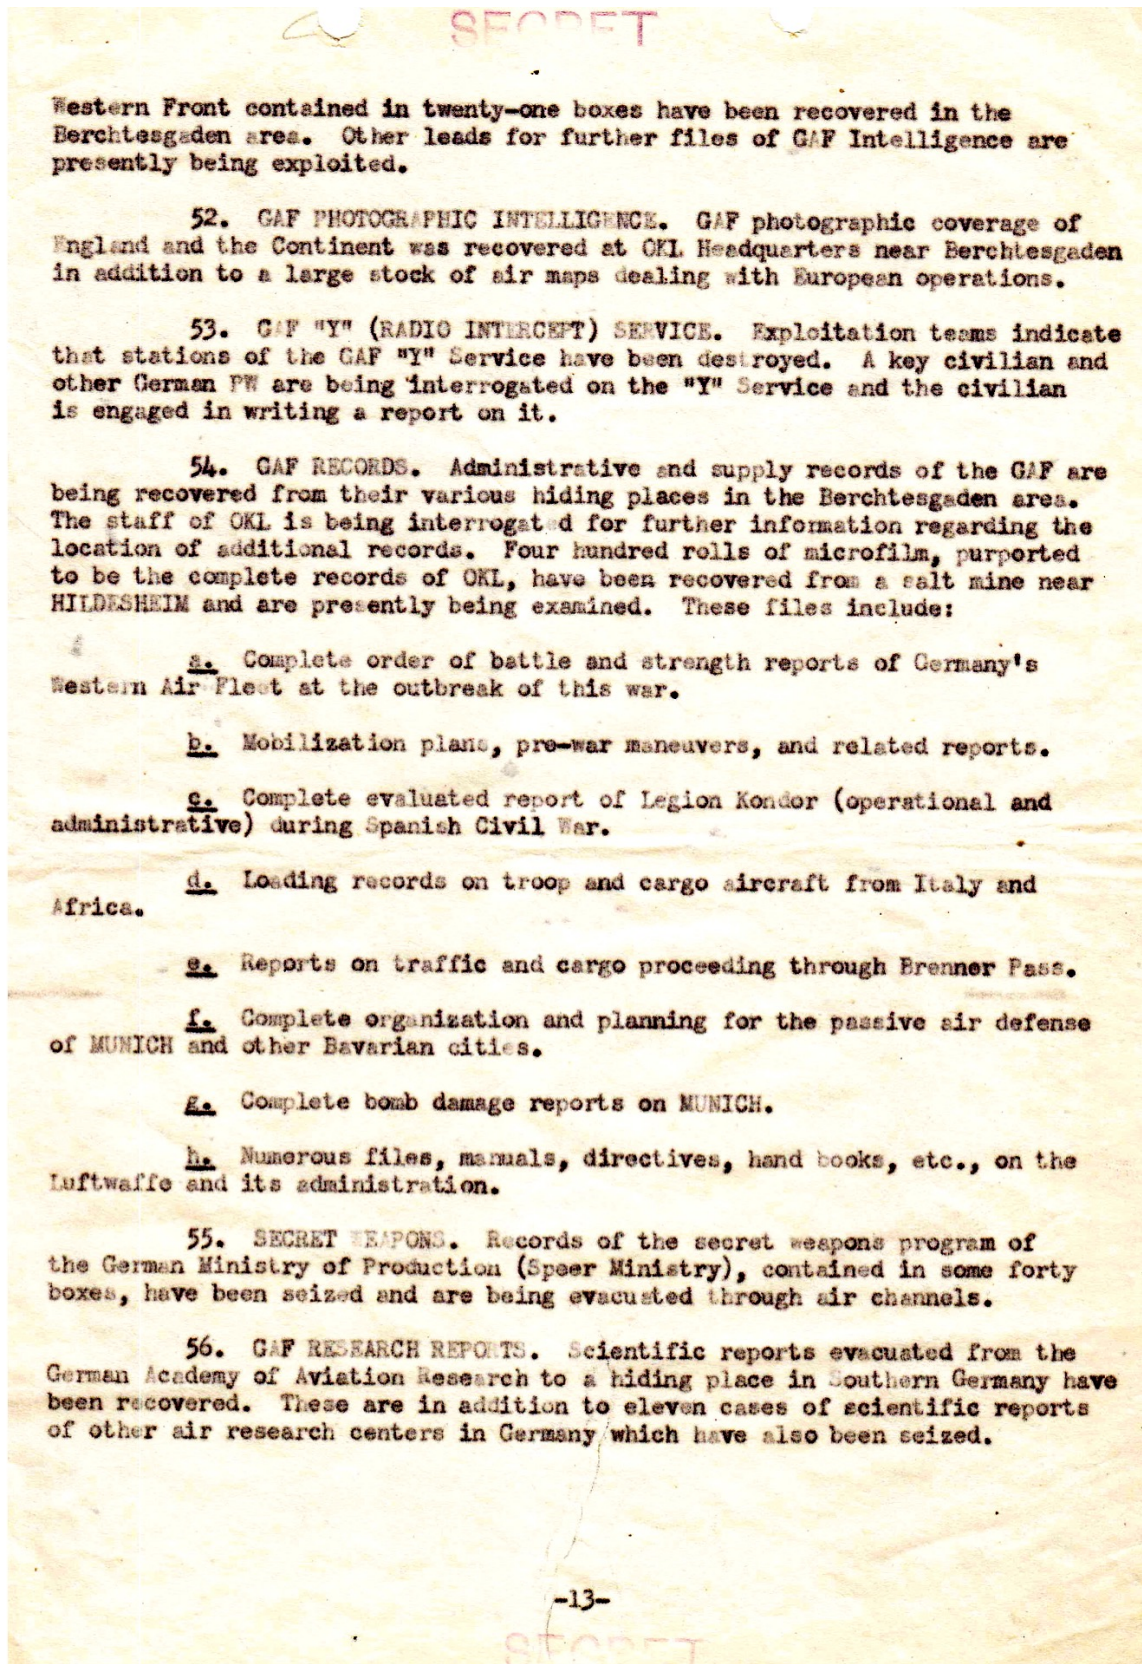 SECRET
Western Front contained in twenty-one boxes have been recovered in the
Berchtesgaden area. Other leads for further files of GAF Intelligence are
presently being exploited.
52. GAF PHOTOGRAPHIC INTELLIGENCE. GAF photographic coverage of
England and the Continent was recovered at OKL Headquarters near Berchtesgaden
in addition to a large stock of air maps dealing with European operations.
53. GAF "Y" (RADIO INTERCEPT) SERVICE. Exploitation teams indicate
that stations of the GAF "Y" Service have been destroyed. A key civilian and
other German PW are being interrogated on the "Y" Service and the civilian
is engaged in writing a report on it.
54. GAF RECORDS. Administrative and supply records of the GAF are
being recovered from their various hiding places in the Berchtesgaden area.
The staff of OKL is being interrogated for further information regarding the
location of additional records. Four hundred rolls of microfilm, purported
to be the complete records of OKL, have been recovered from a salt mine near
HILDESHEIM and are presently being examined. These files include:
a. Complete order of battle and strength reports of Germany's
Western Air Fleet at the outbreak of this war.
b. Mobilization plans, pre-war maneuvers, and related reports.
c. Complete evaluated report of Legion Kondor (operational and
administrative) during Spanish Civil War.
d. Loading records on troop and cargo aircraft from Italy and
Africa.
e. Reports on traffic and cargo proceeding through Brenner Pass.
f. Complete organization and planning for the passive air defense
of MUNICH and other Bavarian cities.
g. Complete bomb damage reports on MUNICH.
h. Numerous files, manuals, directives, hand books, etc., on the
Luftwaffe and its administration.
55. SECRET WEAPONS. Records of the secret weapons program of
the German Ministry of Production (Speer Ministry), contained in some forty
boxes, have been seized and are being evacuated through air channels.
56. GAF RESEARCH REPORTS. Scientific reports evacuated from the
German Academy of Aviation Research to a hiding place in Southern Germany have
been recovered. These are in addition to eleven cases of scientific reports
of other air research centers in Germany which have also been seized.
-13-
SECRET